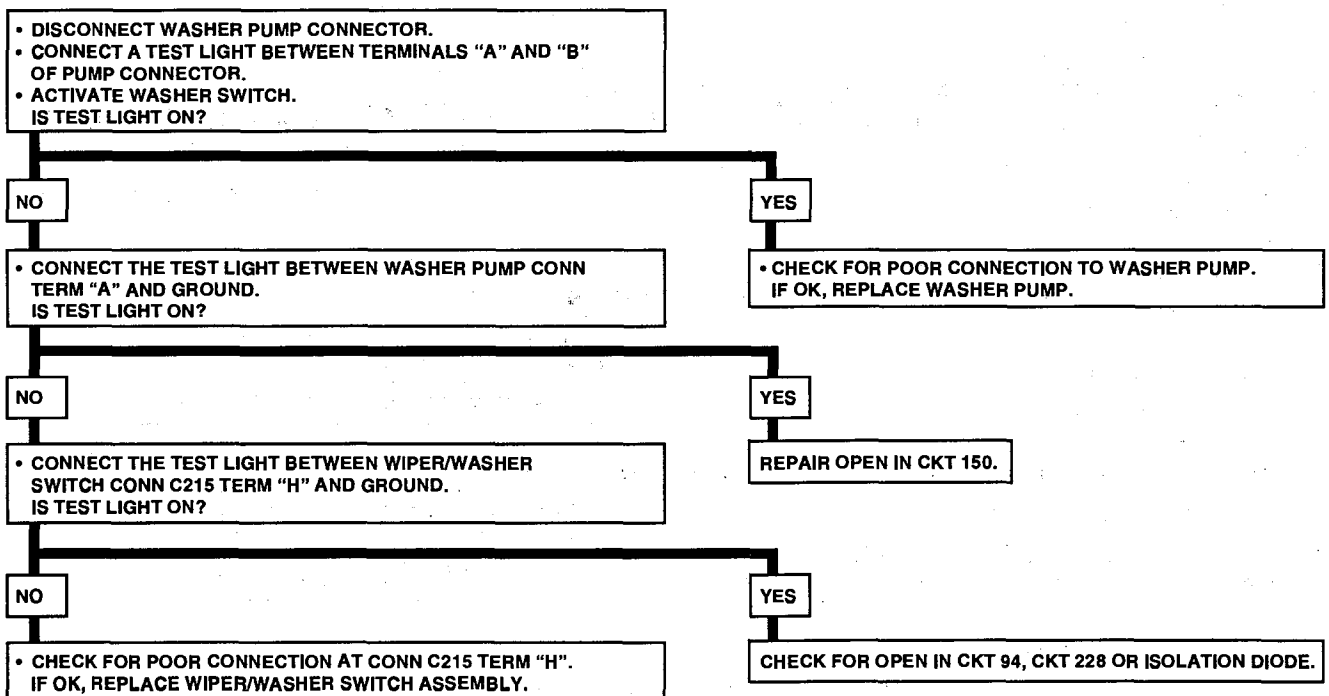 • DISCONNECT WASHER PUMP CONNECTOR.
• CONNECT A TEST LIGHT BETWEEN TERMINALS “A” AND “B”
OF PUMP CONNECTOR.
• ACTIVATE WASHER SWITCH.
IS TEST LIGHT ON?
NO
YES
• CONNECT THE TEST LIGHT BETWEEN WASHER PUMP CONN
TERM “A” AND GROUND.
IS TEST LIGHT ON?
• CHECK FOR POOR CONNECTION TO WASHER PUMP.
IF OK, REPLACE WASHER PUMP.
NO
YES
• CONNECT THE TEST LIGHT BETWEEN WIPER/WASHER
SWITCH CONN C215 TERM “H” AND GROUND.
IS TEST LIGHT ON?
REPAIR OPEN IN CKT 150.
NO
YES
• CHECK FOR POOR CONNECTION AT CONN C215 TERM “H”.
IF OK, REPLACE WIPER/WASHER SWITCH ASSEMBLY.
CHECK FOR OPEN IN CKT 94, CKT 228 OR ISOLATION DIODE.